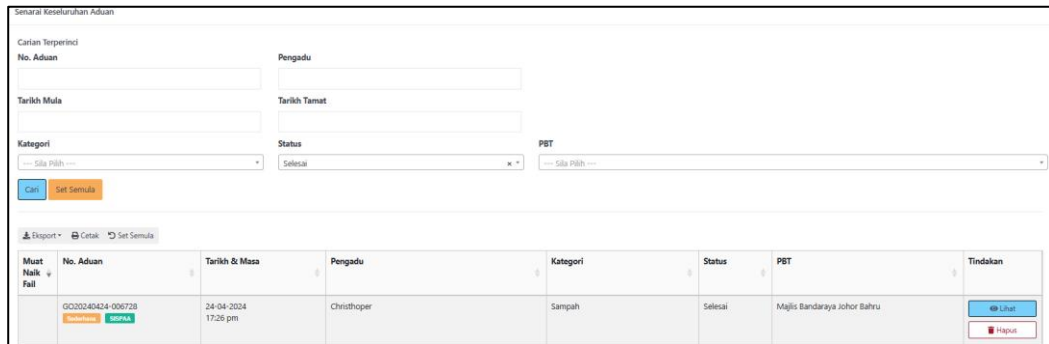 Senarai Keseluruhan Aduan
Carian Terperinci
No. Aduan Pengadu
Tarikh Mula Tarikh Tamat
Kategori Status PBT
--- Sila Pilih --- Selesai × --- Sila Pilih ---
Cari Set Semula
Eksport Cetak Set Semula
Muat Naik Fail No. Aduan Tarikh & Masa Pengadu Kategori Status PBT Tindakan
GO20240424-006728 24-04-2024 Christhoper Sampah Selesai Majlis Bandaraya Johor Bahru Lihat
Sederhana SISPAA 17:26 pm
Hapus